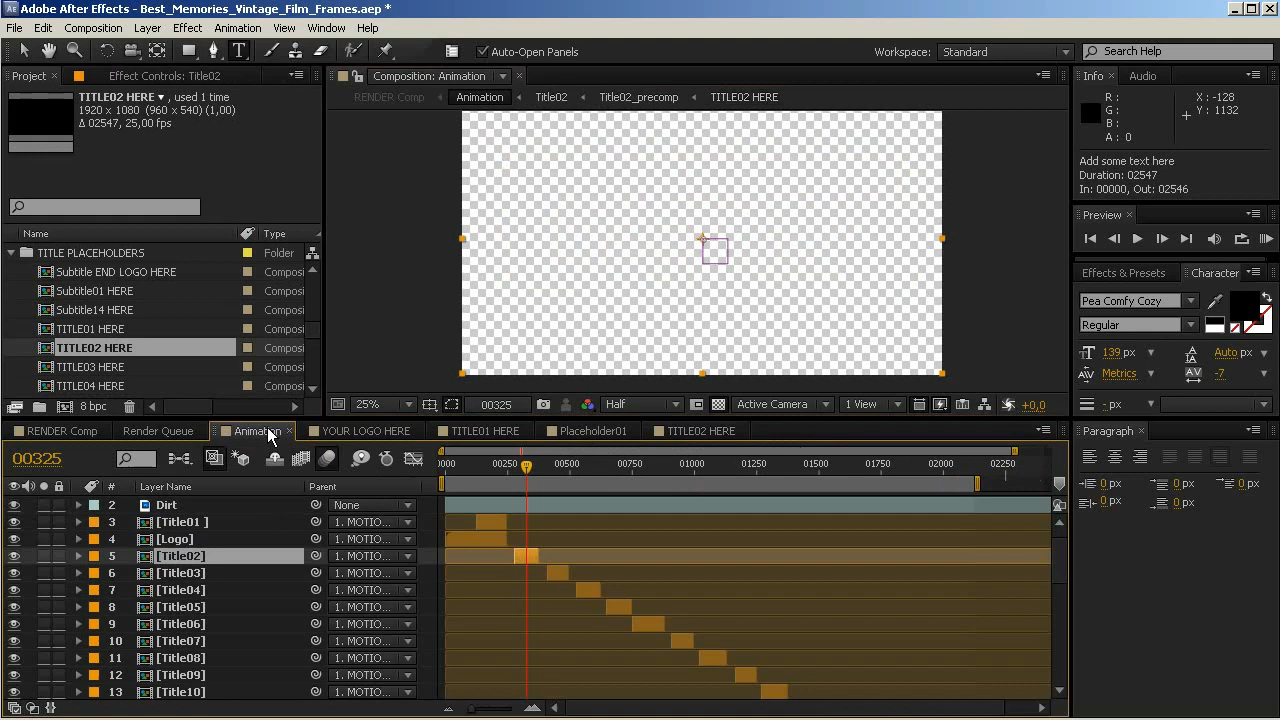 Adobe After Effects - Best_Memories_Vintage_Film_Frames.aep *
File Edit Composition Layer Effect Animation View Window Help
Auto-Open Panels Workspace: Standard Search Help
Project Effect Controls: Title02
TITLE02 HERE , used 1 time
1920 x 1080 (960 x 540) (1,00)
Δ 02547, 25,00 fps
Name Type
TITLE PLACEHOLDERS Folder
Subtitle END LOGO HERE Composi
Subtitle01 HERE Composi
Subtitle14 HERE Composi
TITLE01 HERE Composi
TITLE02 HERE Composi
TITLE03 HERE Composi
TITLE04 HERE Composi
8 bpc
Composition: Animation
RENDER Comp Animation Title02 Title02_precomp TITLE02 HERE
25% 00325 Half Active Camera 1 View +0,0
Info Audio
R : X : -128
G : Y : 1132
B :
A : 0
Add some text here
Duration: 02547
In: 00000, Out: 02546
Preview
Effects & Presets Character
Pea Comfy Cozy
Regular
139 px Auto px
Metrics -7
- px
Paragraph
0 px 0 px 0 px
0 px 0 px
RENDER Comp Render Queue Animation YOUR LOGO HERE TITLE01 HERE Placeholder01 TITLE02 HERE
00325
0000 00250 00500 00750 01000 01250 01500 01750 02000 02250
# Layer Name Parent
2 Dirt None
3 [Title01 ] 1. MOTIO...
4 [Logo] 1. MOTIO...
5 [Title02] 1. MOTIO...
6 [Title03] 1. MOTIO...
7 [Title04] 1. MOTIO...
8 [Title05] 1. MOTIO...
9 [Title06] 1. MOTIO...
10 [Title07] 1. MOTIO...
11 [Title08] 1. MOTIO...
12 [Title09] 1. MOTIO...
13 [Title10] 1. MOTIO...